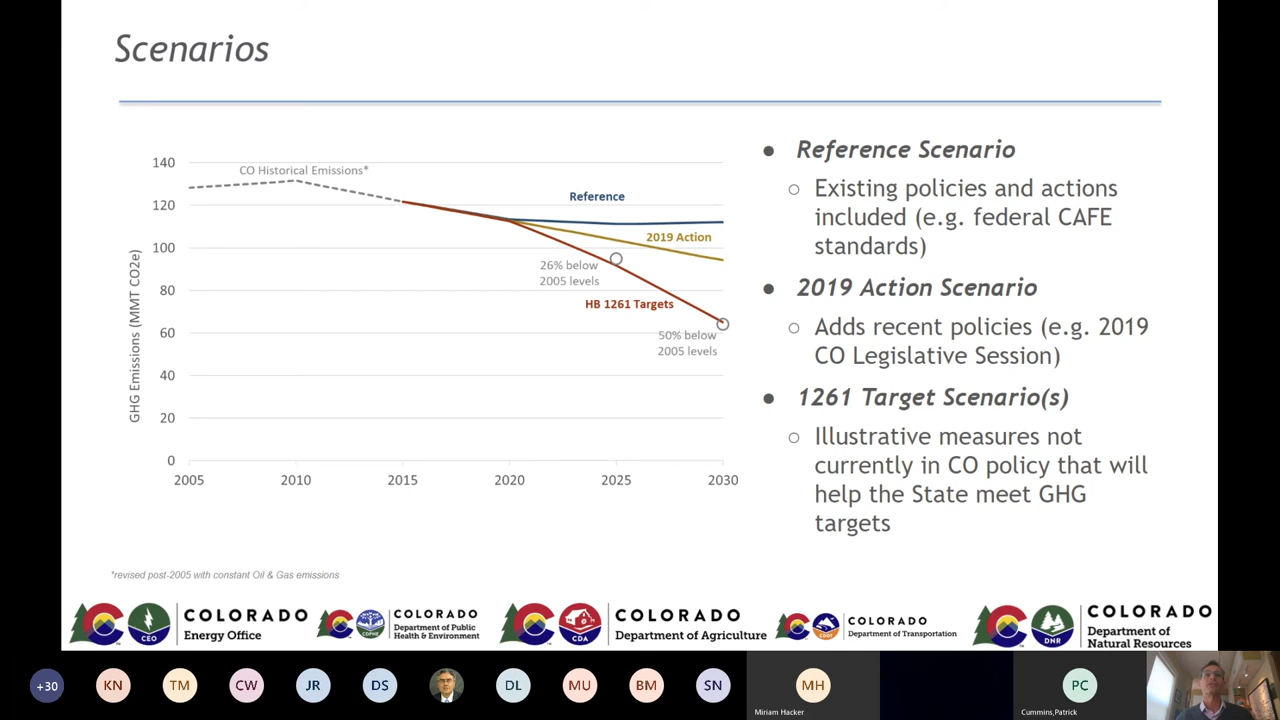 Scenarios
140
120
100
80
60
40
20
0
GHG Emissions (MMT CO2e)
CO Historical Emissions*
Reference
2019 Action
26% below
2005 levels
HB 1261 Targets
50% below
2005 levels
2005 2010 2015 2020 2025 2030
● Reference Scenario
○ Existing policies and actions
included (e.g. federal CAFE
standards)
● 2019 Action Scenario
○ Adds recent policies (e.g. 2019
CO Legislative Session)
● 1261 Target Scenario(s)
○ Illustrative measures not
currently in CO policy that will
help the State meet GHG
targets
*revised post-2005 with constant Oil & Gas emissions
CEO
COLORADO
Energy Office
CDPHE
COLORADO
Department of Public
Health & Environment
CDA
COLORADO
Department of Agriculture
CDOT
COLORADO
Department of Transportation
DNR
COLORADO
Department of
Natural Resources
+30 KN TM CW JR DS DL MU BM SN MH PC
Miriam Hacker
Cummins,Patrick